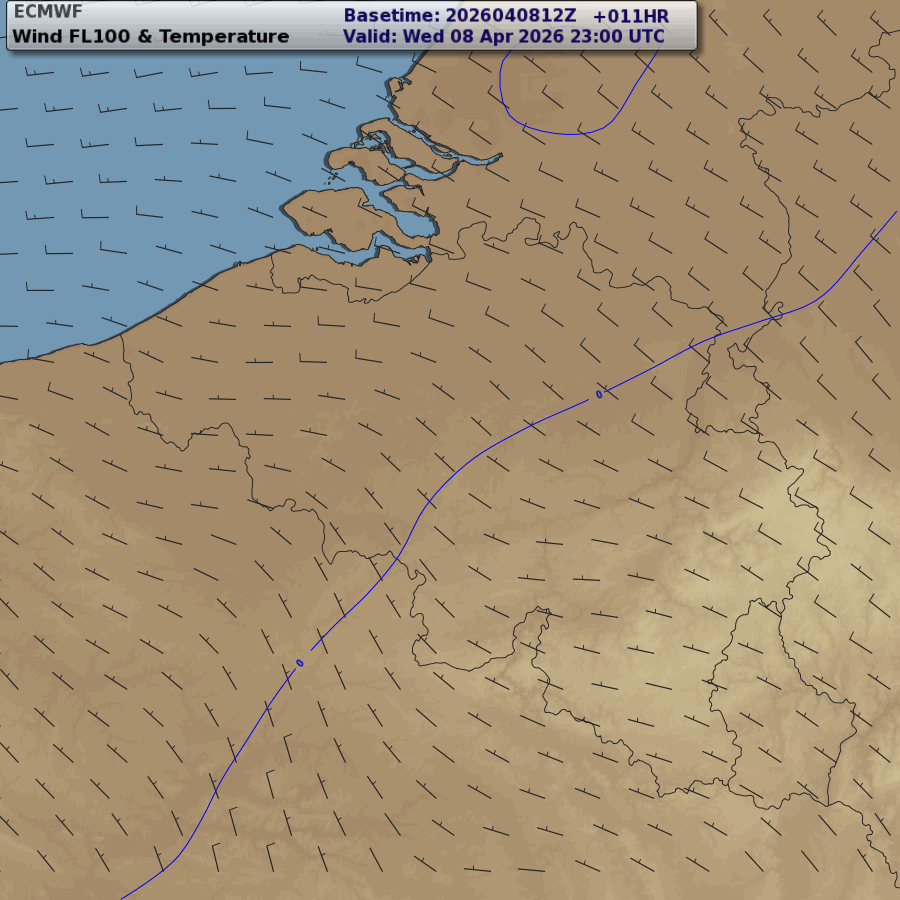 ECMWF
Basetime: 2026040812Z +011HR
Wind FL100 & Temperature
Valid: Wed 08 Apr 2026 23:00 UTC
0
0